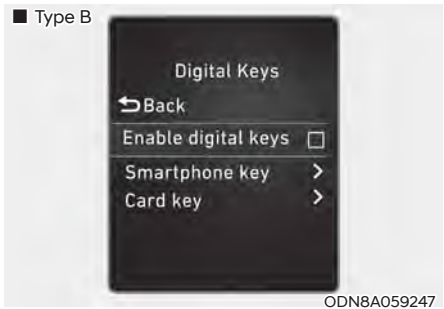 ■ Type B
Digital Keys
Back
Enable digital keys
Smartphone key >
Card key >
ODN8A059247